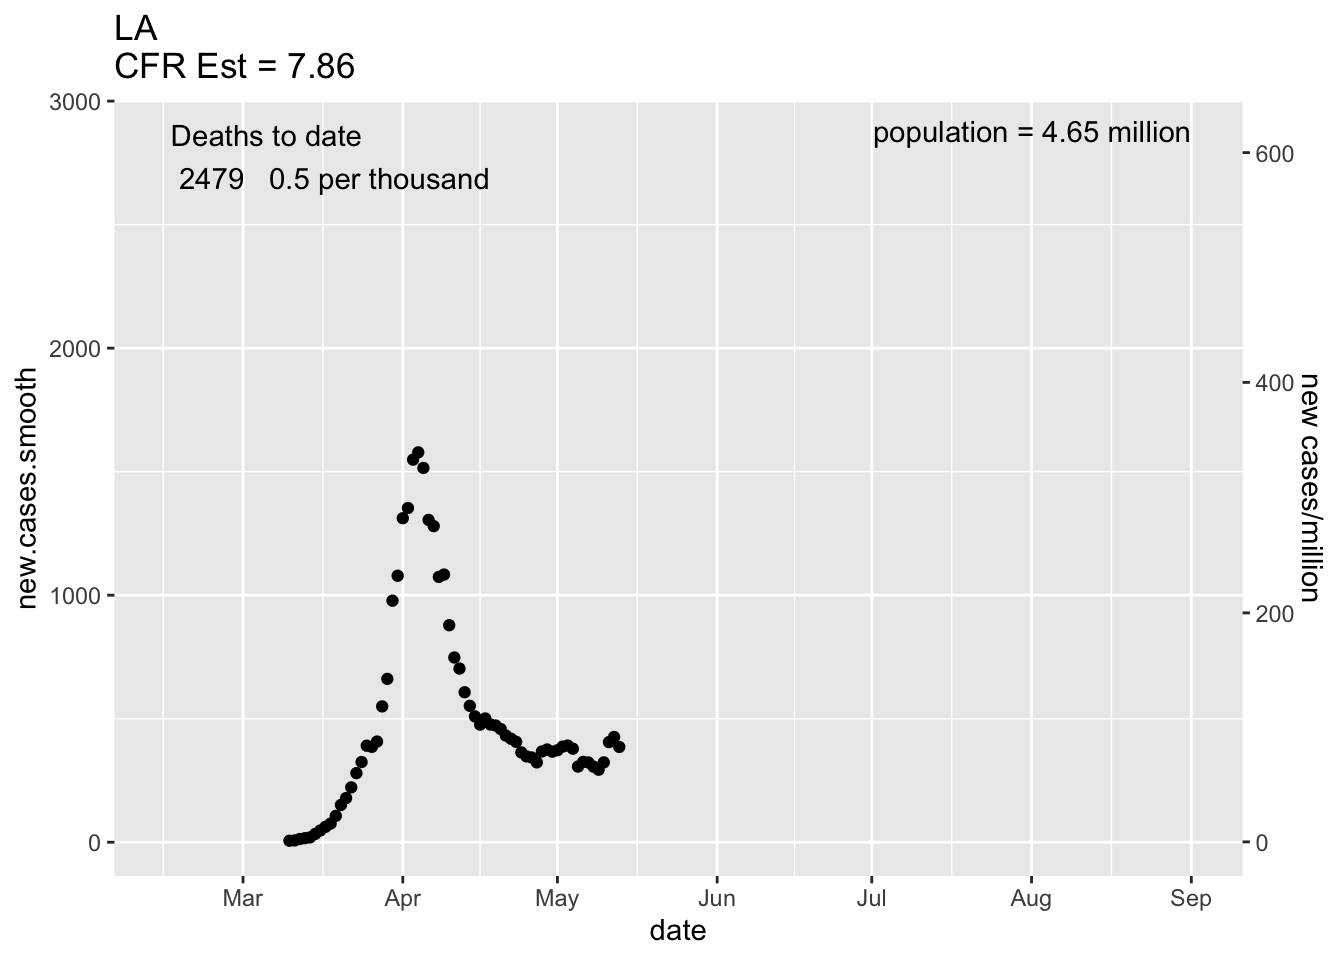 LA
CFR Est = 7.86
Deaths to date
2479 0.5 per thousand
population = 4.65 million
3000
2000
1000
0
new.cases.smooth
600
400
200
0
new cases/million
Mar Apr May Jun Jul Aug Sep
date